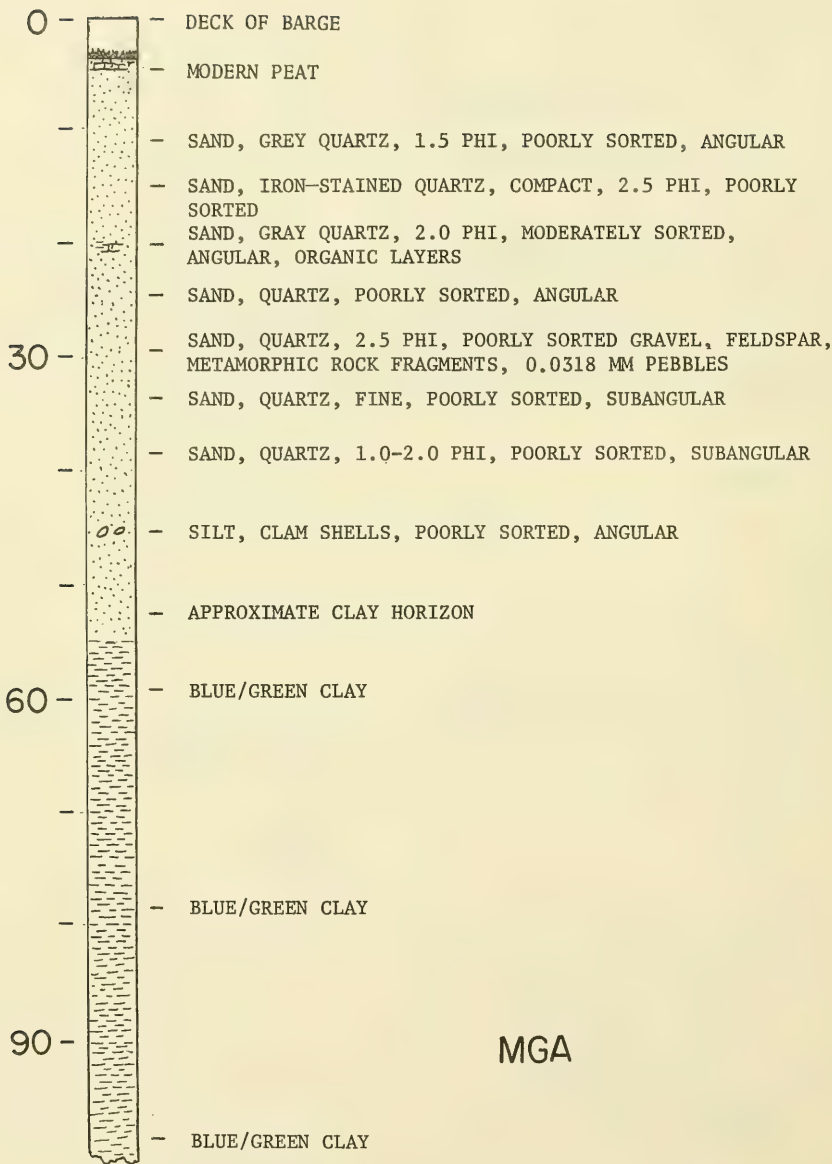 0 - - DECK OF BARGE
- MODERN PEAT
- SAND, GREY QUARTZ, 1.5 PHI, POORLY SORTED, ANGULAR
- SAND, IRON-STAINED QUARTZ, COMPACT, 2.5 PHI, POORLY
SORTED
- SAND, GRAY QUARTZ, 2.0 PHI, MODERATELY SORTED,
ANGULAR, ORGANIC LAYERS
- SAND, QUARTZ, POORLY SORTED, ANGULAR
30 - - SAND, QUARTZ, 2.5 PHI, POORLY SORTED GRAVEL, FELDSPAR,
METAMORPHIC ROCK FRAGMENTS, 0.0318 MM PEBBLES
- SAND, QUARTZ, FINE, POORLY SORTED, SUBANGULAR
- SAND, QUARTZ, 1.0-2.0 PHI, POORLY SORTED, SUBANGULAR
- SILT, CLAM SHELLS, POORLY SORTED, ANGULAR
- APPROXIMATE CLAY HORIZON
60 - - BLUE/GREEN CLAY
- BLUE/GREEN CLAY
90 -
MGA
- BLUE/GREEN CLAY